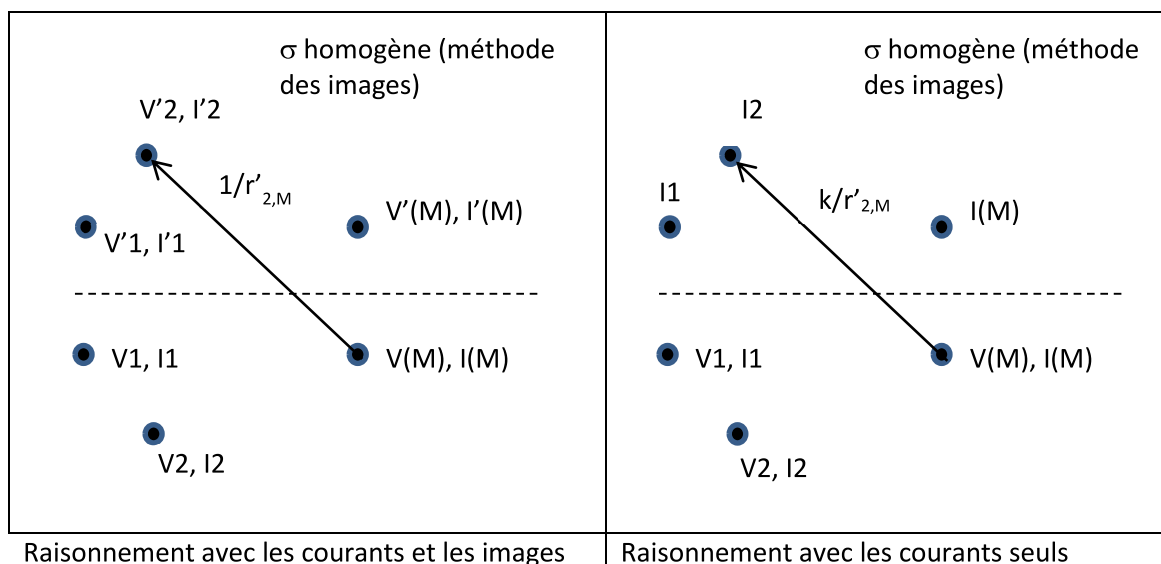 σ homogène (méthode
des images)
V’2, I’2
1/r’2,M
V’(M), I’(M)
V’1, I’1
V1, I1
V(M), I(M)
V2, I2
Raisonnement avec les courants et les images
σ homogène (méthode
des images)
I2
I1
k/r’2,M
I(M)
V1, I1
V(M), I(M)
V2, I2
Raisonnement avec les courants seuls